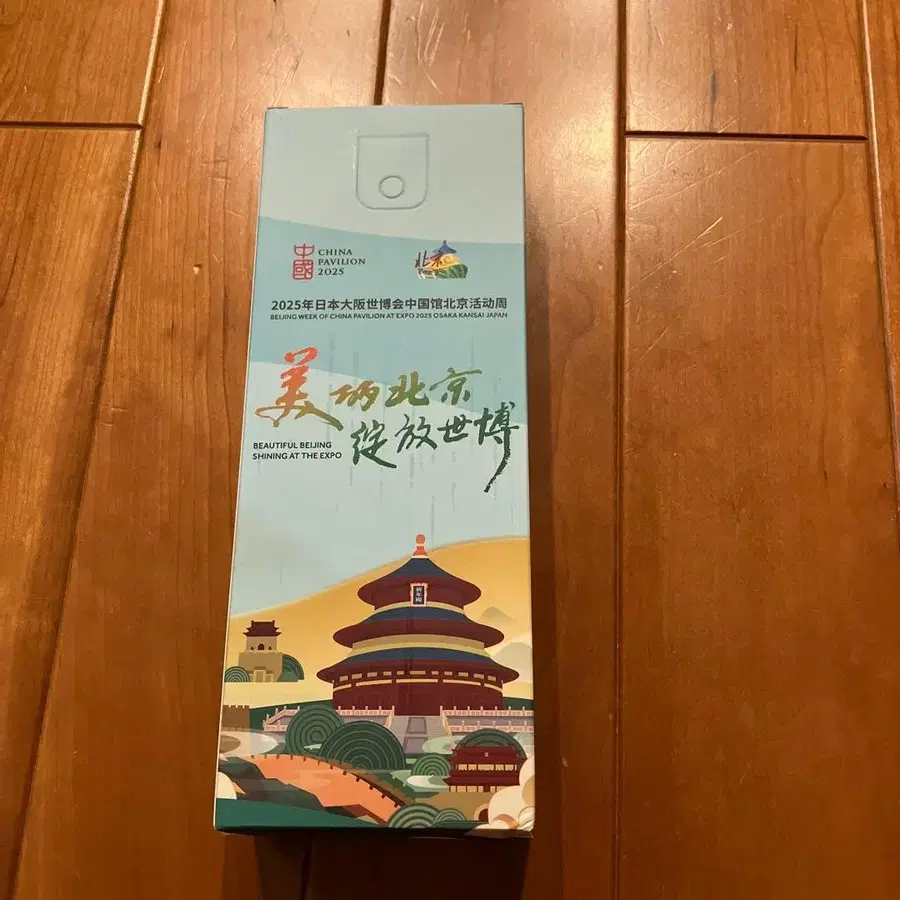 中國
CHINA
PAVILION
2025
北京
2025年日本大阪世博会中国馆北京活动周
BEIJING WEEK OF CHINA PAVILION AT EXPO 2025 OSAKA KANSAI JAPAN
美丽北京
绽放世博
BEAUTIFUL BEIJING
SHINING AT THE EXPO